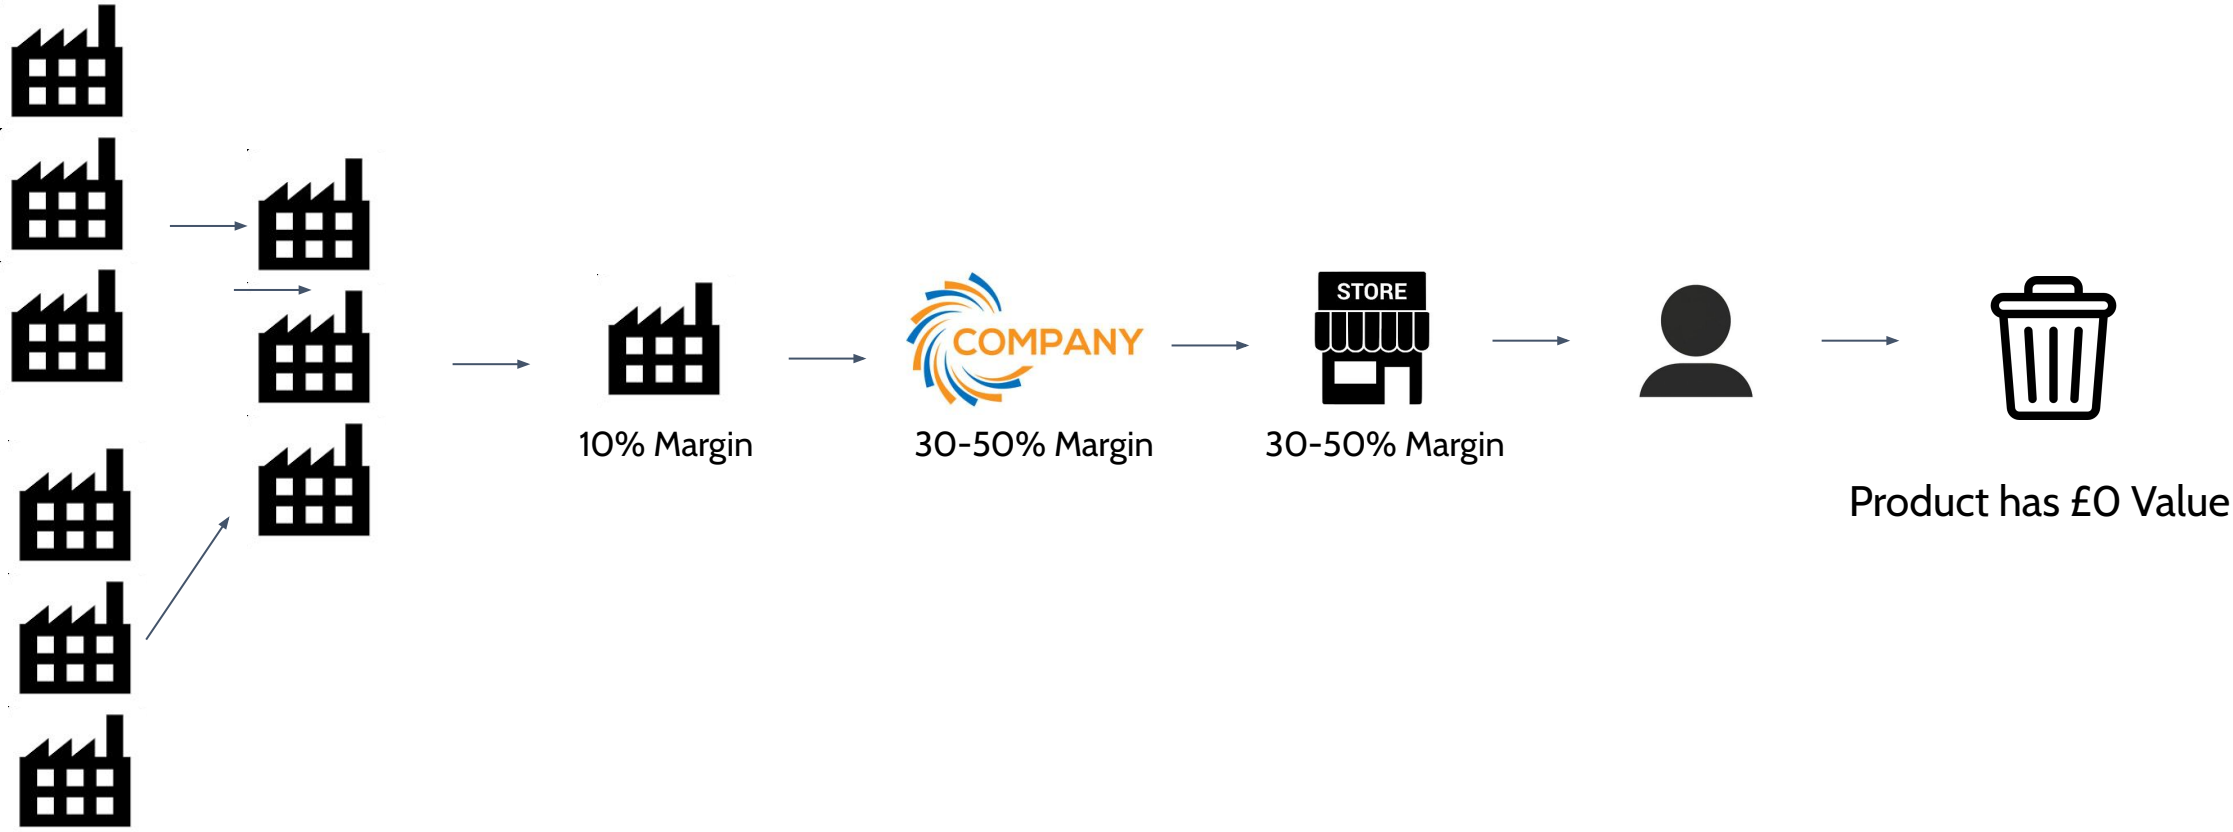 STORE
COMPANY
10% Margin
30-50% Margin
30-50% Margin
Product has £0 Value